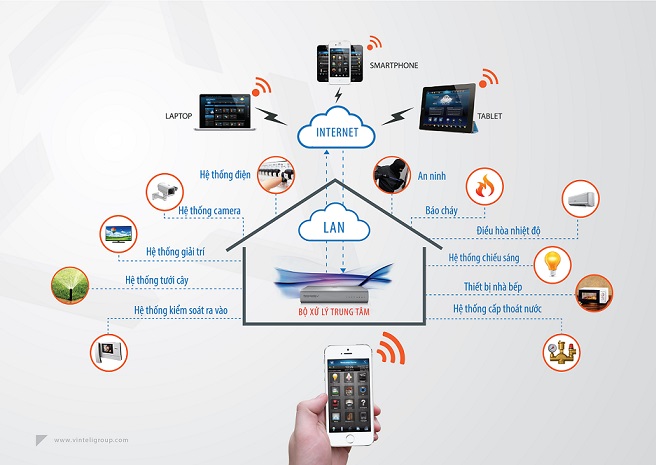 SMARTPHONE
LAPTOP
TABLET
INTERNET
Hệ thống điện
An ninh
Hệ thống camera
Báo cháy
LAN
Điều hòa nhiệt độ
Hệ thống giải trí
Hệ thống chiếu sáng
Hệ thống tưới cây
Thiết bị nhà bếp
Hệ thống kiểm soát ra vào
BỘ XỬ LÝ TRUNG TÂM
Hệ thống cấp thoát nước
www.vinteligroup.com